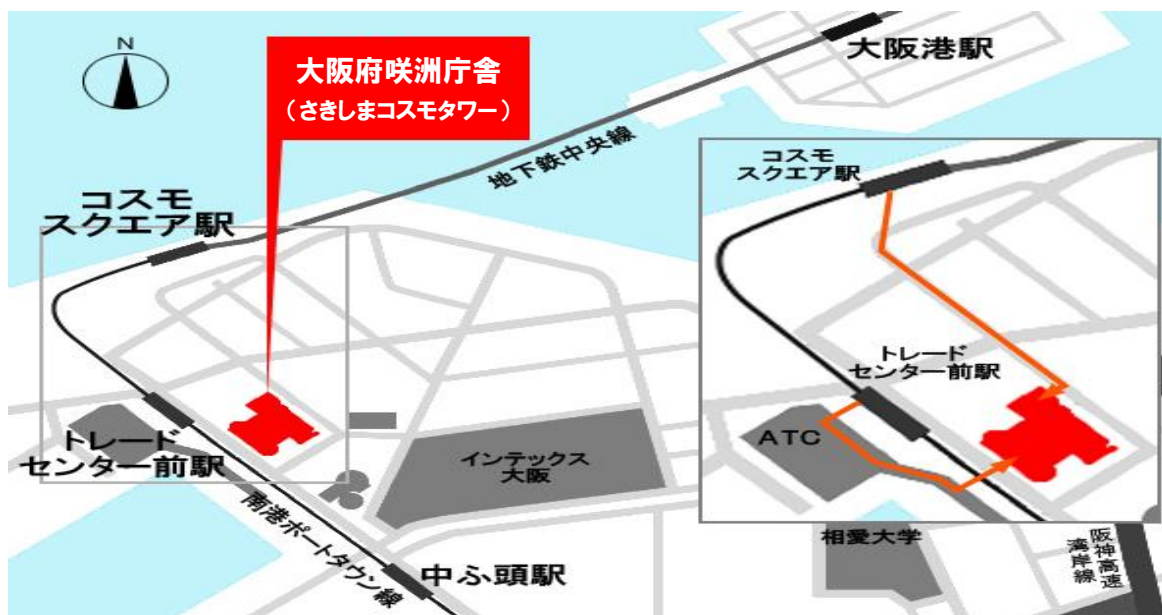 N
大阪府咲洲庁舎
（さきしまコスモタワー）
大阪港駅
地下鉄中央線
コスモ
スクエア駅
トレード
センター前駅
インテックス
大阪
南港ポートタウン線
中ふ頭駅
コスモ
スクエア駅
トレード
センター前駅
ATC
相愛大学
阪神高速
湾岸線